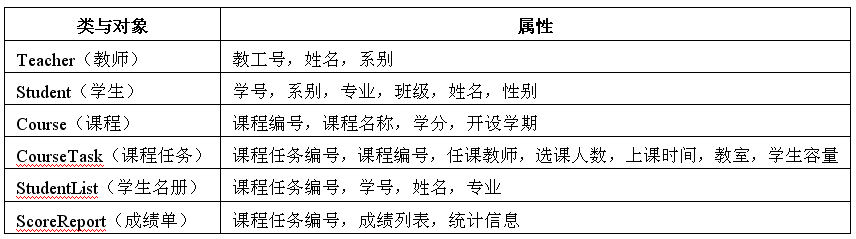 类与对象 属性
Teacher（教师） 教工号，姓名，系别
Student（学生） 学号，系别，专业，班级，姓名，性别
Course（课程） 课程编号，课程名称，学分，开设学期
CourseTask（课程任务） 课程任务编号，课程编号，任课教师，选课人数，上课时间，教室，学生容量
StudentList（学生名册） 课程任务编号，学号，姓名，专业
ScoreReport（成绩单） 课程任务编号，成绩列表，统计信息